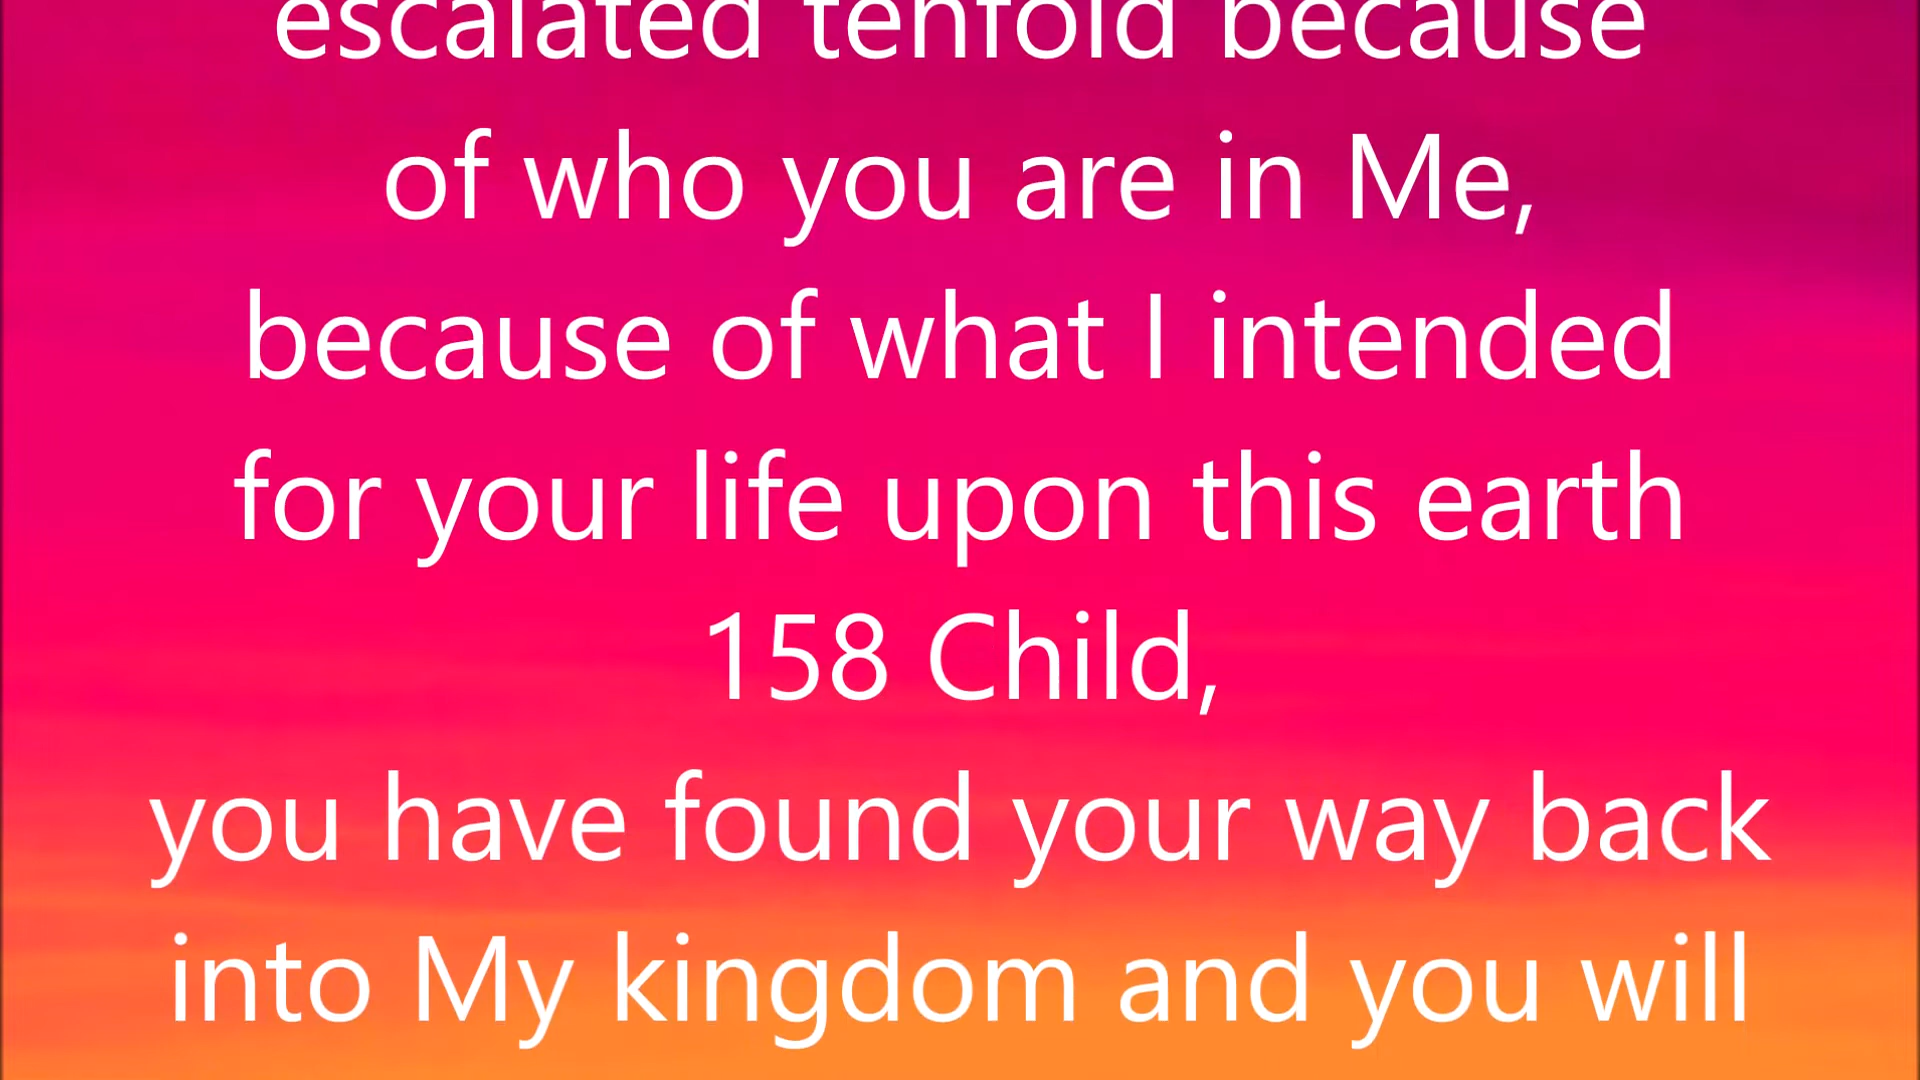 escalated tenfold because
of who you are in Me,
because of what I intended
for your life upon this earth
158 Child,
you have found your way back
into My kingdom and you will